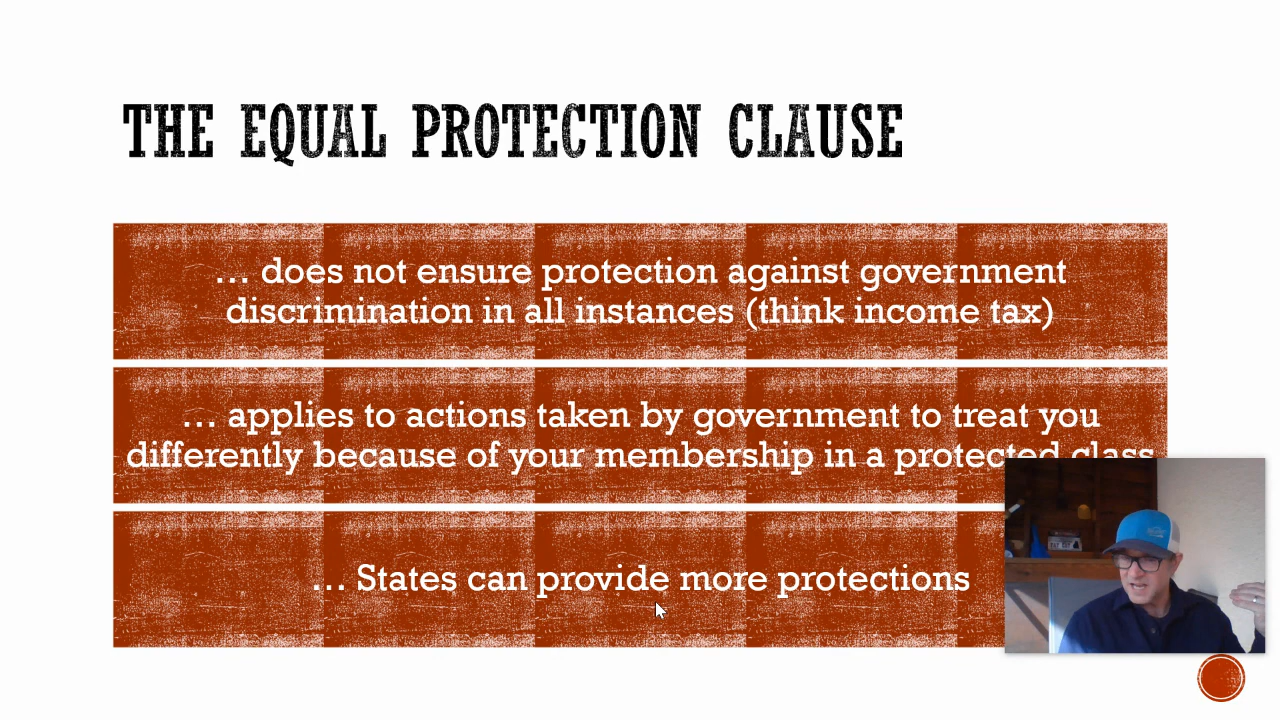 THE EQUAL PROTECTION CLAUSE
... does not ensure protection against government
discrimination in all instances (think income tax)
... applies to actions taken by government to treat you
differently because of your membership in a protected class
... States can provide more protections